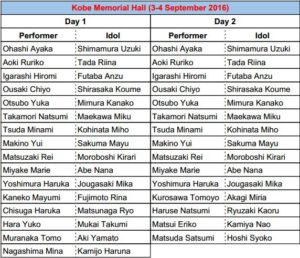 Kobe Memorial Hall (3-4 September 2016)
Day 1 Day 2
Performer Idol Performer Idol
Ohashi Ayaka Shimamura Uzuki Ohashi Ayaka Shimamura Uzuki
Aoki Ruriko Tada Riina Aoki Ruriko Tada Riina
Igarashi Hiromi Futaba Anzu Igarashi Hiromi Futaba Anzu
Ousaki Chiyo Shirasaka Koume Ousaki Chiyo Shirasaka Koume
Otsubo Yuka Mimura Kanako Otsubo Yuka Mimura Kanako
Takamori Natsumi Maekawa Miku Takamori Natsumi Maekawa Miku
Tsuda Minami Kohinata Miho Tsuda Minami Kohinata Miho
Makino Yui Sakuma Mayu Makino Yui Sakuma Mayu
Matsuzaki Rei Moroboshi Kirari Matsuzaki Rei Moroboshi Kirari
Miyake Marie Abe Nana Miyake Marie Abe Nana
Yoshimura Haruka Jougasaki Mika Yoshimura Haruka Jougasaki Mika
Kaneko Mayumi Fujimoto Rina Kurosawa Tomoyo Akagi Miria
Chisuga Haruka Matsunaga Ryo Haruse Natsumi Ryuzaki Kaoru
Hara Yuko Mukai Takumi Matsui Eriko Kamiya Nao
Muranaka Tomo Aki Yamato Matsuda Satsumi Hoshi Syoko
Nagashima Mina Kamijo Haruna